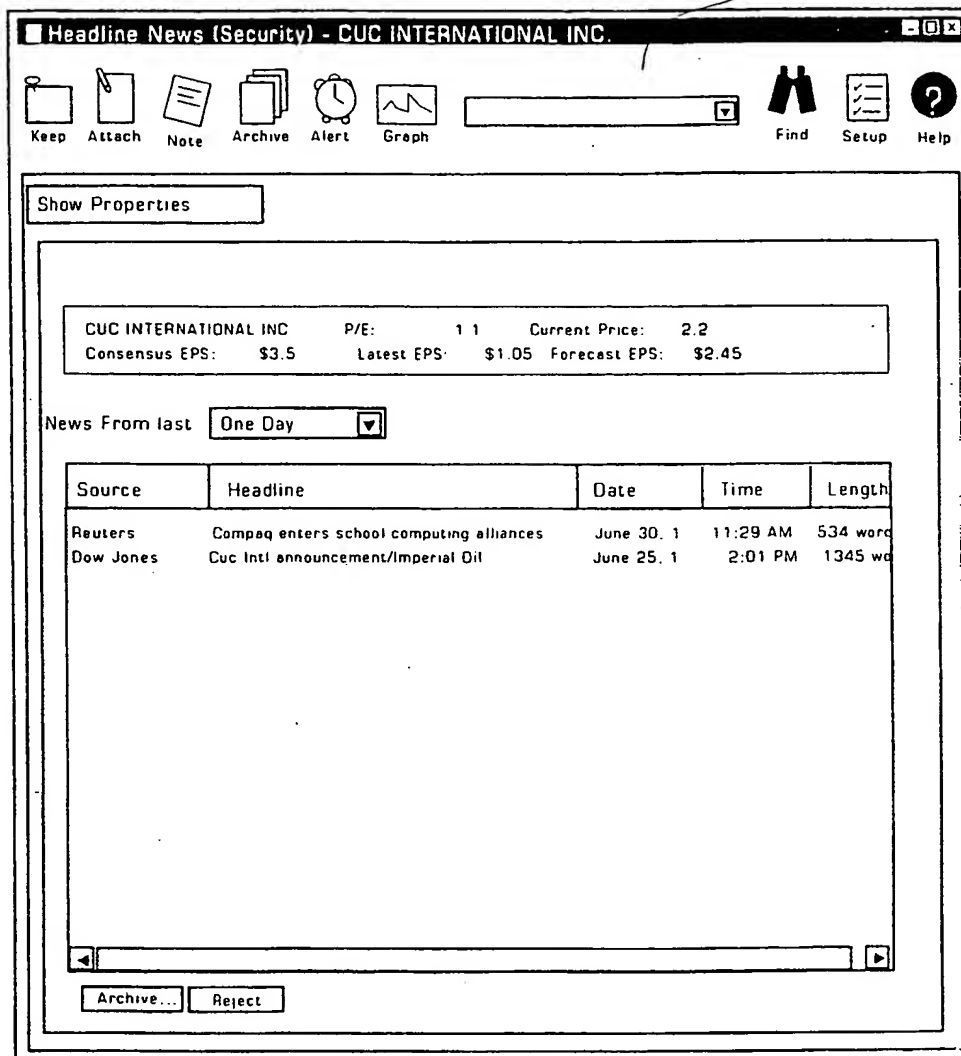 Headline News (Security) - CUC INTERNATIONAL INC.
Keep Attach Note Archive Alert Graph Find Setup Help
Show Properties
CUC INTERNATIONAL INC P/E: 1 1 Current Price: 2.2
Consensus EPS: $3.5 Latest EPS: $1.05 Forecast EPS: $2.45
News From last One Day
Source Headline Date Time Length
Reuters Compaq enters school computing alliances June 30, 1 11:29 AM 534 word
Dow Jones Cuc Intl announcement/Imperial Oil June 25, 1 2:01 PM 1345 wo
Archive... Reject